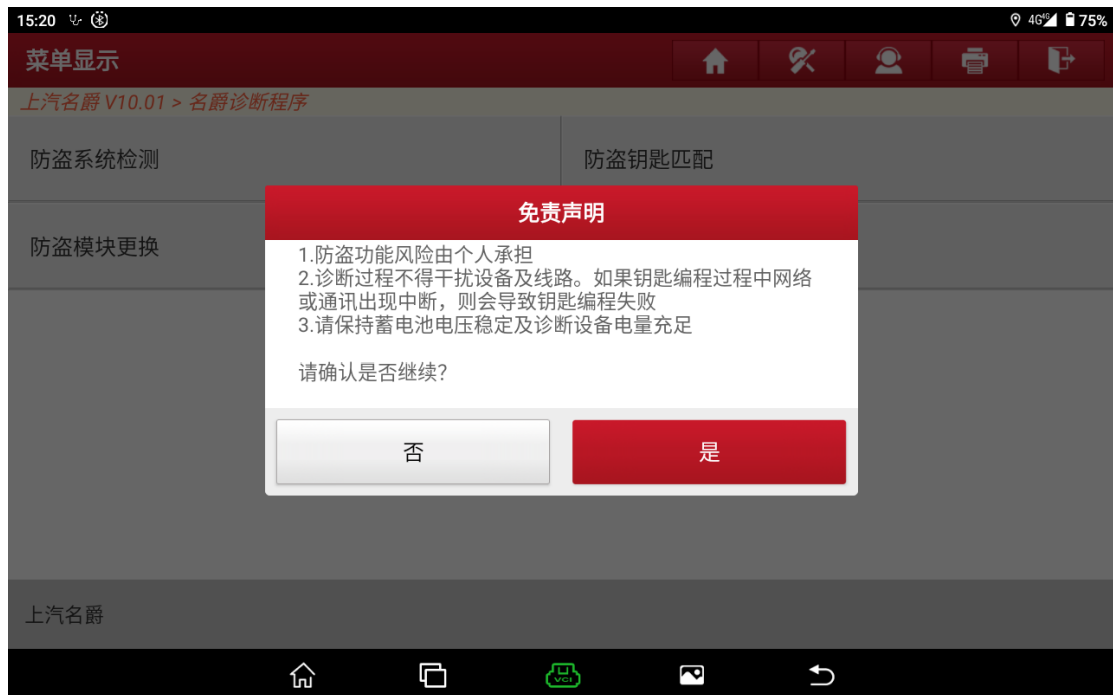 15:20
4G 4G 75%
菜单显示
上汽名爵 V10.01 > 名爵诊断程序
防盗系统检测
防盗钥匙匹配
防盗模块更换
免责声明
1.防盗功能风险由个人承担
2.诊断过程不得干扰设备及线路。如果钥匙编程过程中网络
或通讯出现中断，则会导致钥匙编程失败
3.请保持蓄电池电压稳定及诊断设备电量充足
请确认是否继续？
否
是
上汽名爵
VCI